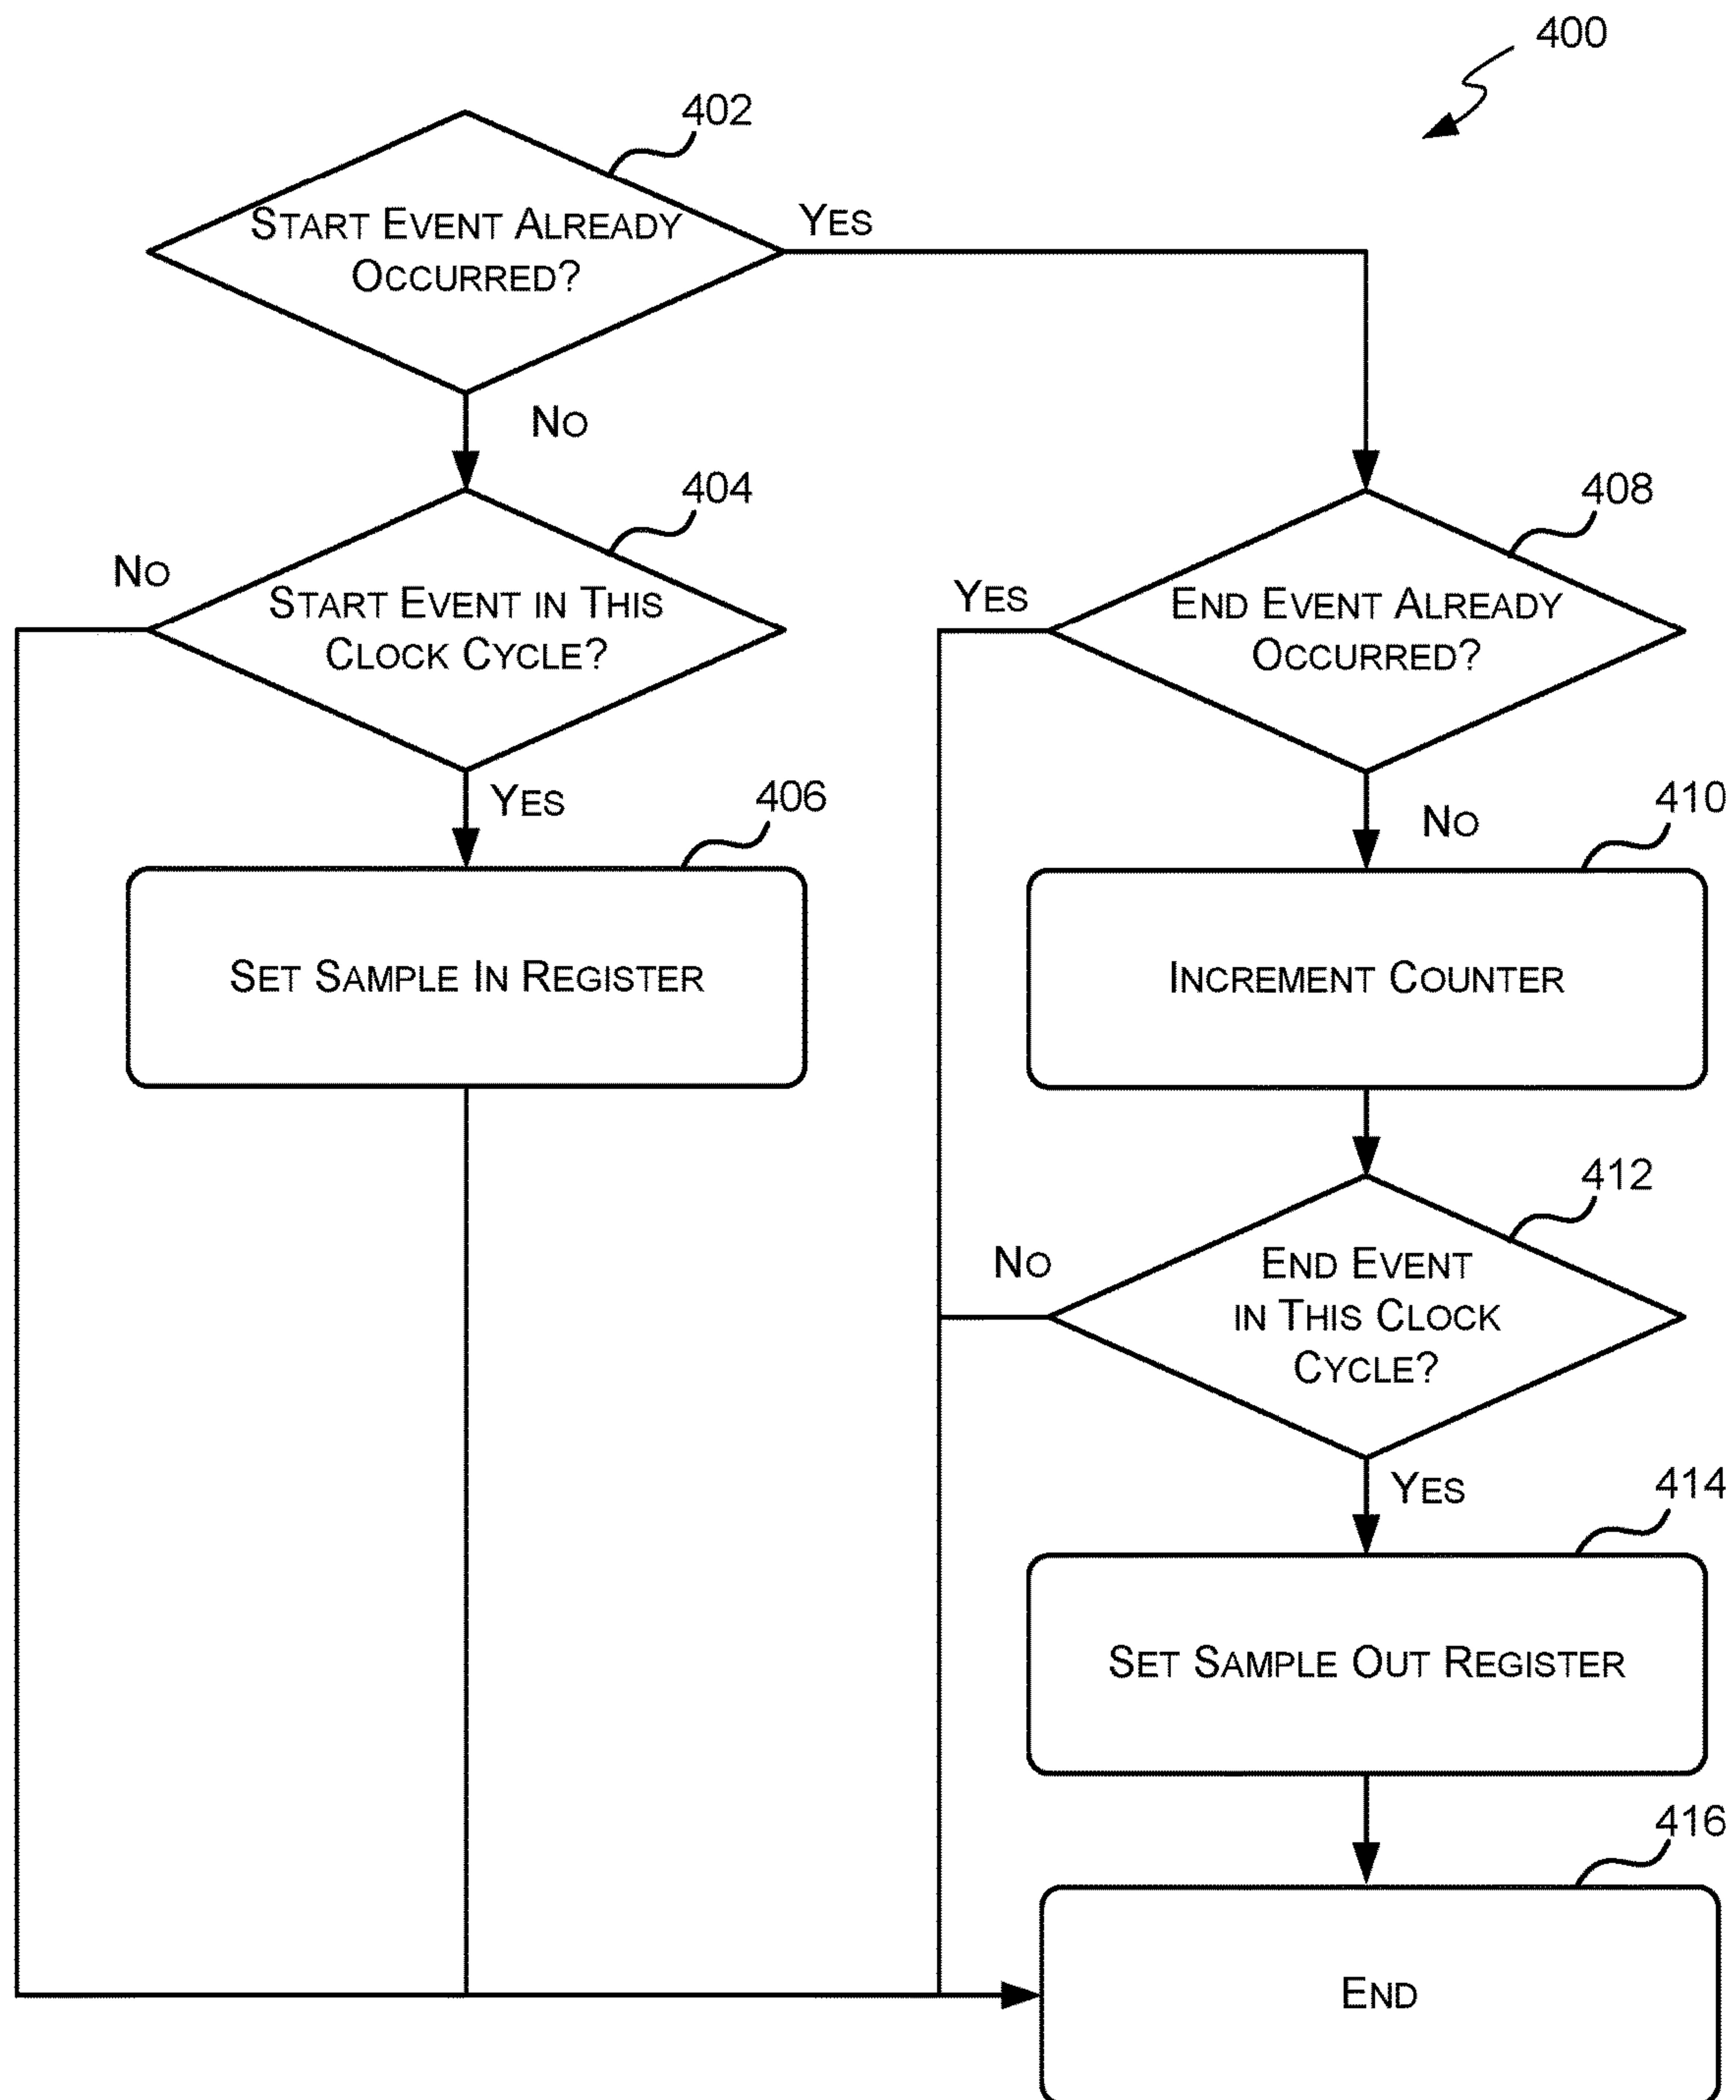 400
402
START EVENT ALREADY
OCCURRED?
YES
NO
404
408
NO
START EVENT IN THIS
CLOCK CYCLE?
YES
END EVENT ALREADY
OCCURRED?
YES
406
NO
410
SET SAMPLE IN REGISTER
INCREMENT COUNTER
412
NO
END EVENT
IN THIS CLOCK
CYCLE?
YES
414
SET SAMPLE OUT REGISTER
416
END